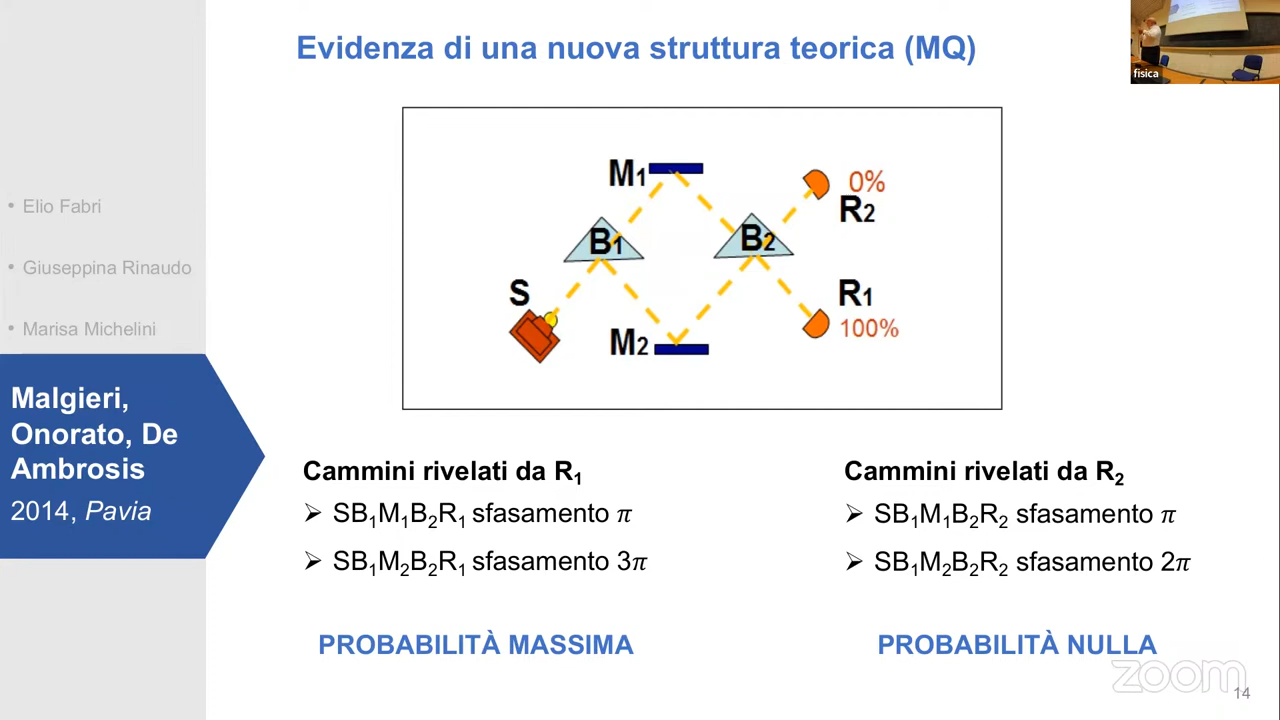 Evidenza di una nuova struttura teorica (MQ)
fisica
• Elio Fabri
• Giuseppina Rinaudo
• Marisa Michelini
Malgieri,
Onorato, De
Ambrosis
2014, Pavia
M1
0%
R2
B1
B2
S
R1
100%
M2
Cammini rivelati da R₁
➢ SB₁M₁B₂R₁ sfasamento π
➢ SB₁M₂B₂R₁ sfasamento 3π
PROBABILITÀ MASSIMA
Cammini rivelati da R₂
➢ SB₁M₁B₂R₂ sfasamento π
➢ SB₁M₂B₂R₂ sfasamento 2π
PROBABILITÀ NULLA
zoom
14